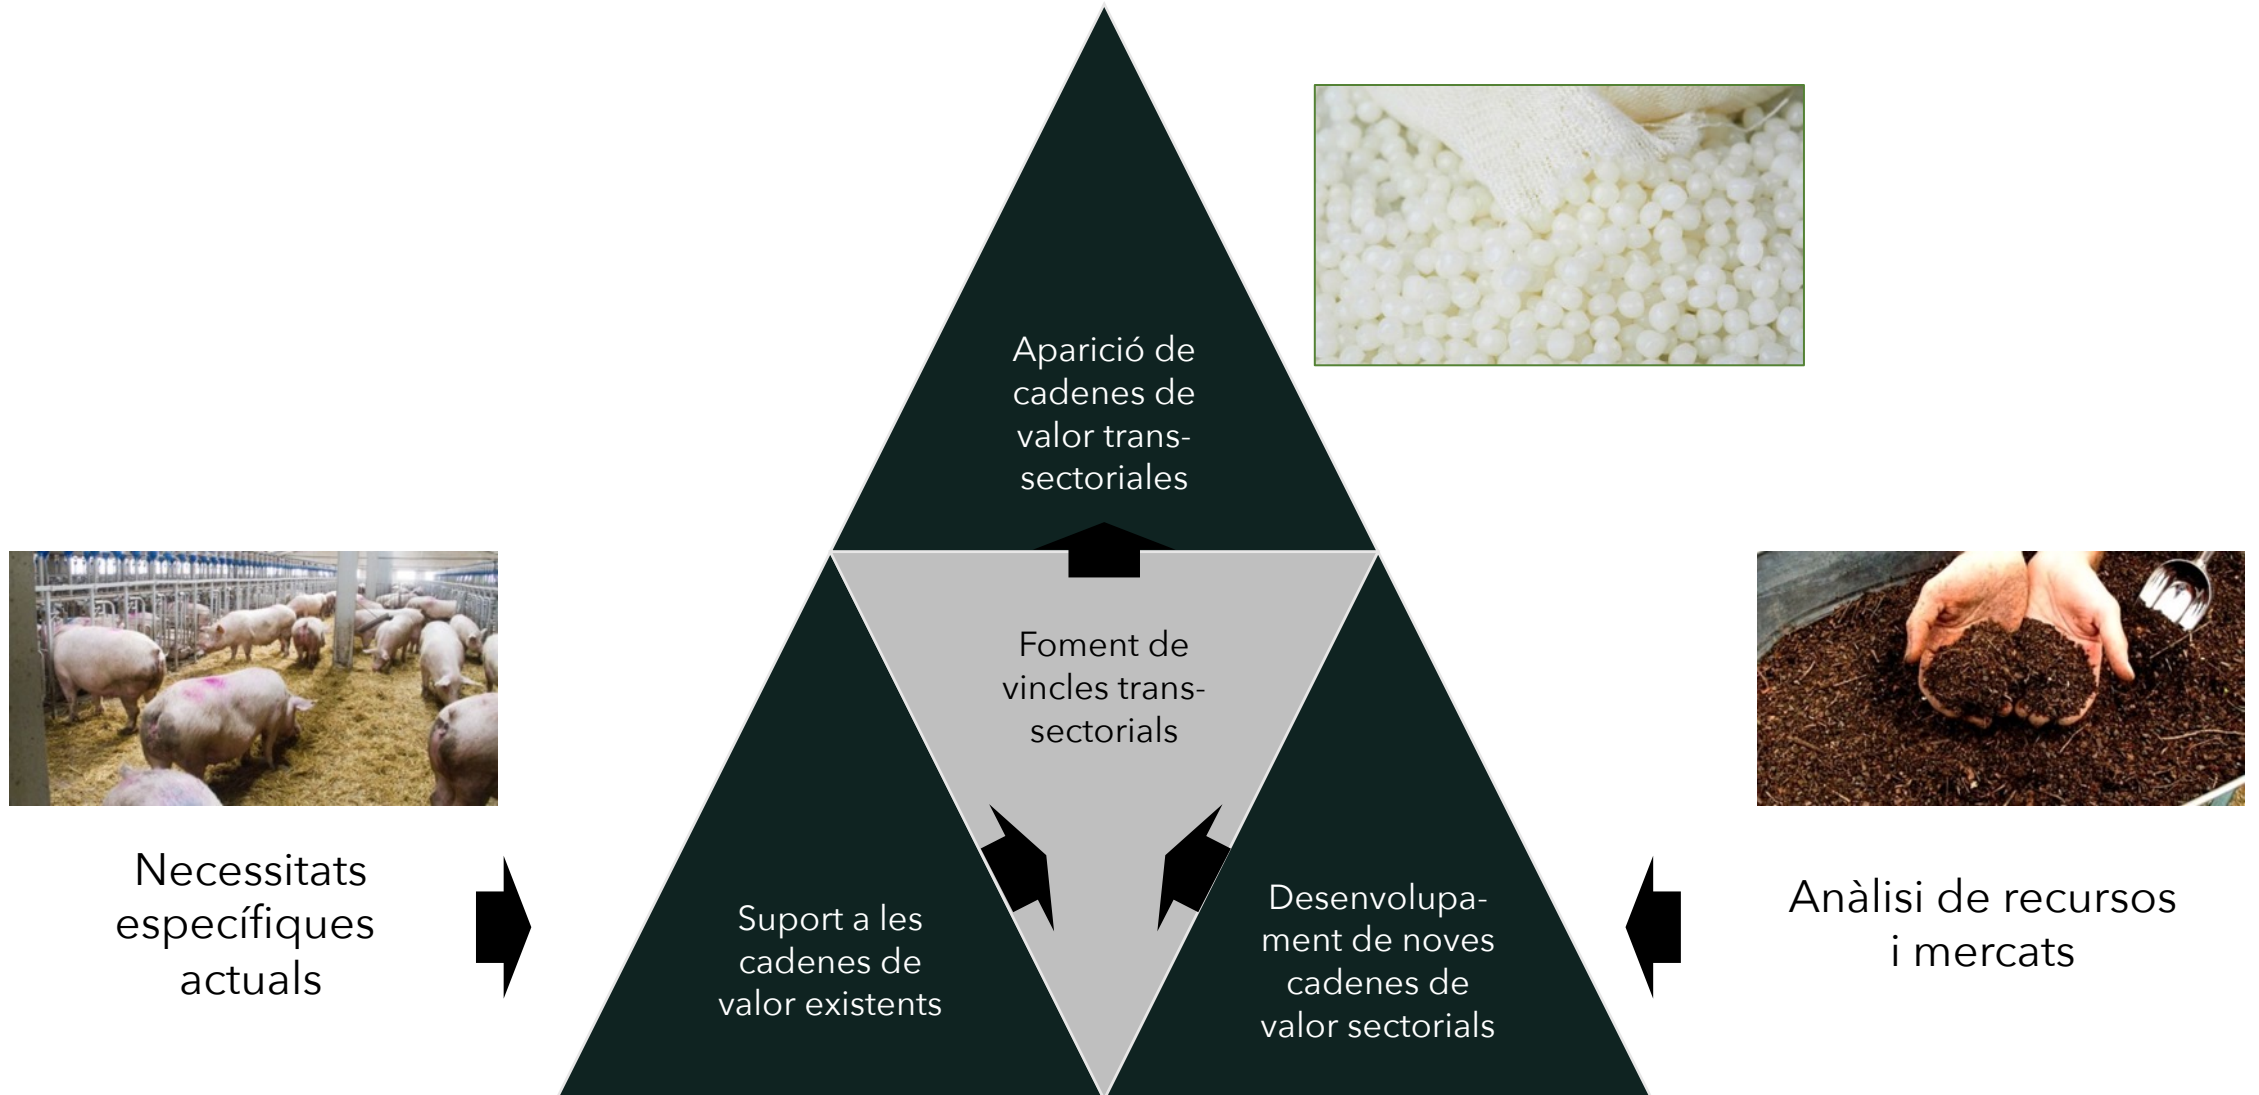 Aparició de
cadenes de
valor trans-
sectoriales
Foment de
vincles trans-
sectorials
Necessitats
específiques
actuals
Suport a les
cadenes de
valor existents
Desenvolupa-
ment de noves
cadenes de
valor sectorials
Anàlisi de recursos
i mercats